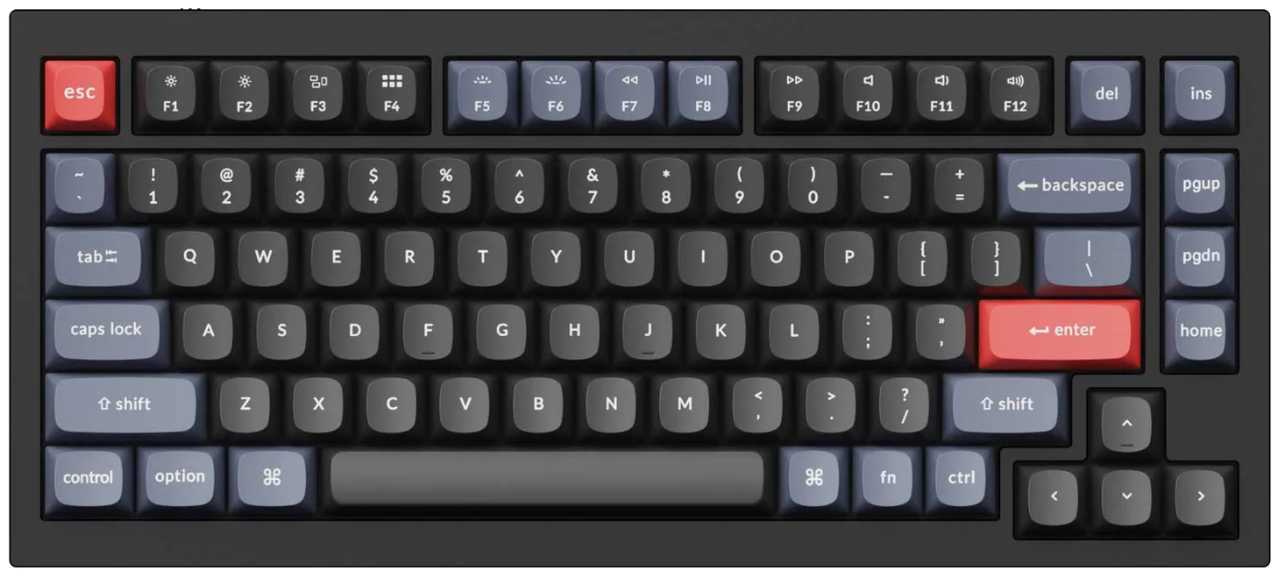 esc F1 F2 F3 F4 F5 F6 F7 F8 F9 F10 F11 F12 del ins
~ ! @ # $ % ^ & * ( ) — +
` 1 2 3 4 5 6 7 8 9 0 - = ← backspace pgup
tab Q W E R T Y U I O P { } |
[ ] \ pgdn
caps lock A S D F G H J K L : "
; , ↵ enter home
⇧ shift Z X C V B N M < > ?
, . / ⇧ shift ^
control option ⌘ ⌘ fn ctrl < ⌄ >